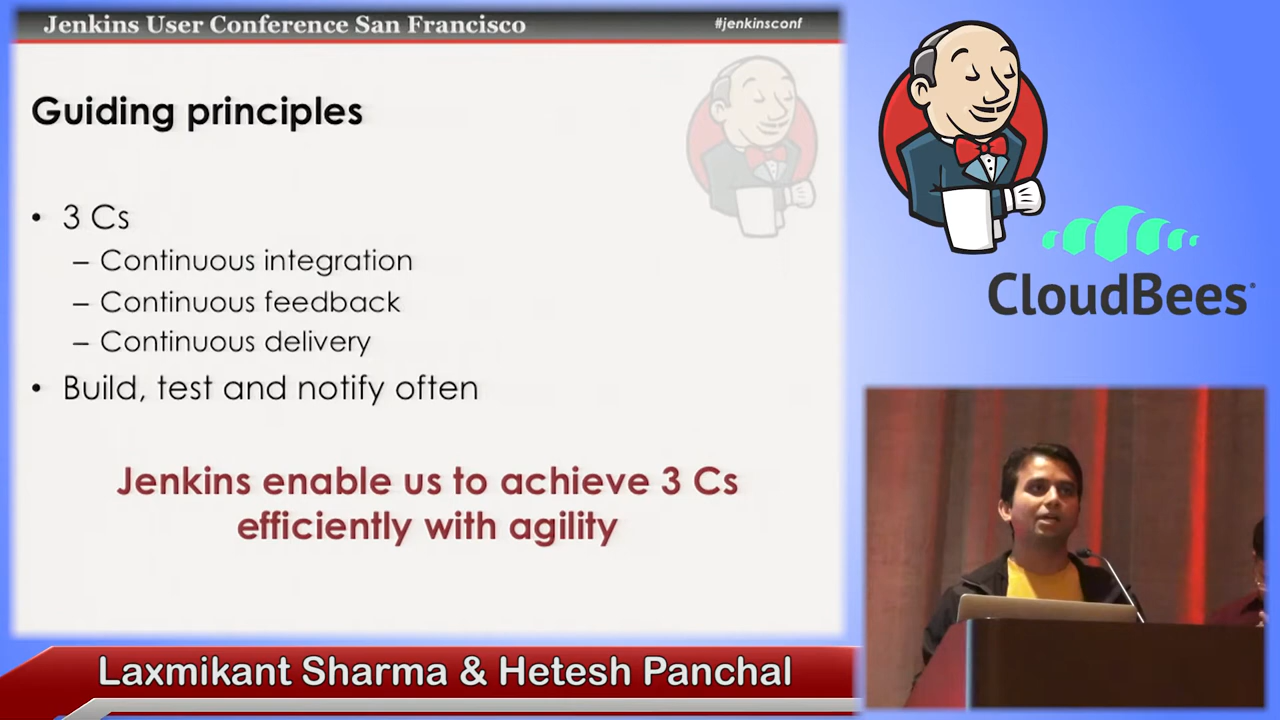 Jenkins User Conference San Francisco
#jenkinsconf
Guiding principles
• 3 Cs
– Continuous integration
– Continuous feedback
– Continuous delivery
• Build, test and notify often
Jenkins enable us to achieve 3 Cs
efficiently with agility
CloudBees
Laxmikant Sharma & Hetesh Panchal